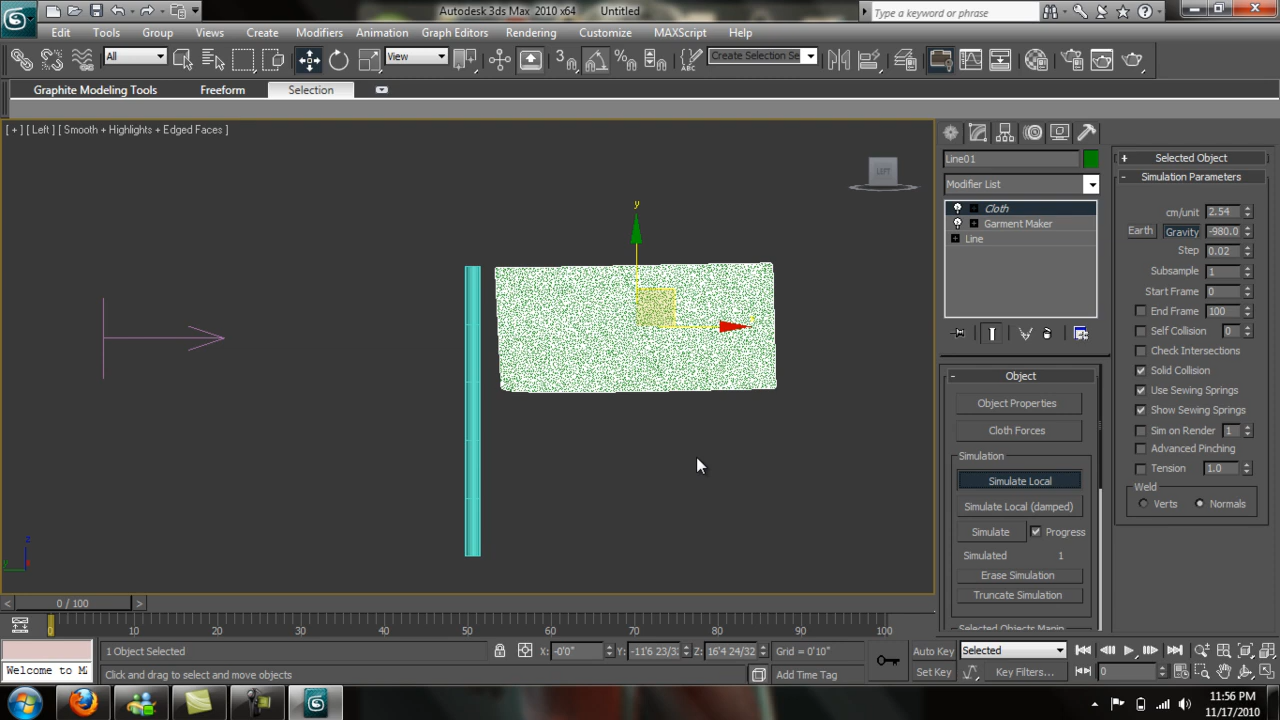 Autodesk 3ds Max 2010 x64 Untitled
Type a keyword or phrase
Edit Tools Group Views Create Modifiers Animation Graph Editors Rendering Customize MAXScript Help
All View Create Selection Se
Graphite Modeling Tools Freeform Selection
[ + ] [ Left ] [ Smooth + Highlights + Edged Faces ]
LEFT
y
z
y
Line01
Modifier List
Cloth
Garment Maker
Line
Object
Object Properties
Cloth Forces
Simulation
Simulate Local
Simulate Local (damped)
Simulate Progress
Simulated 1
Erase Simulation
Truncate Simulation
Selected Objects Manip
+ Selected Object
- Simulation Parameters
cm/unit 2.54
Earth Gravity -980.0
Step 0.02
Subsample 1
Start Frame 0
End Frame 100
Self Collision 0
Check Intersections
Solid Collision
Use Sewing Springs
Show Sewing Springs
Sim on Render 1
Advanced Pinching
Tension 1.0
Weld
Verts Normals
< 0 / 100 >
0 10 20 30 40 50 60 70 80 90 100
1 Object Selected X: -0'0" Y: -11'6 23/3 Z: 16'4 24/32 Grid = 0'10" Auto Key Selected
Welcome to M Click and drag to select and move objects Add Time Tag Set Key Key Filters... 0
11:56 PM
11/17/2010